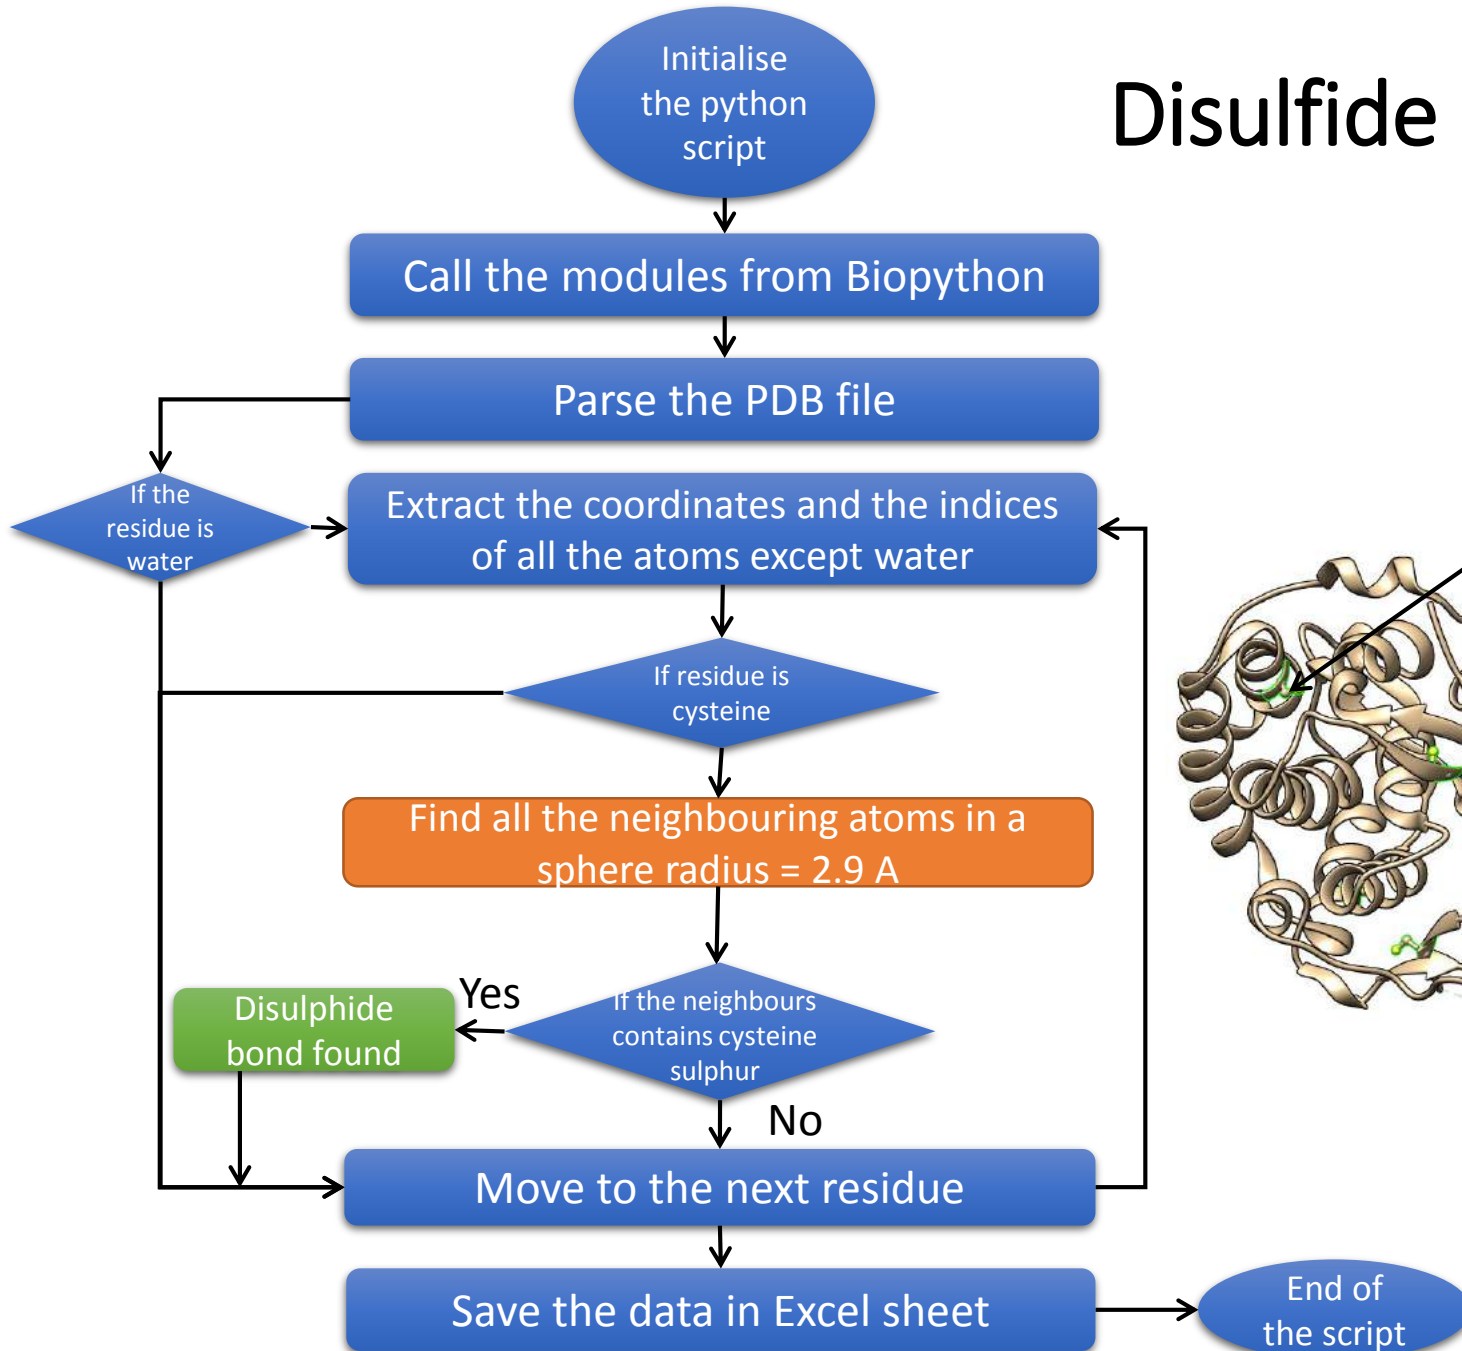 Initialise
the python
script
Disulfide
Call the modules from Biopython
Parse the PDB file
If the
residue is
water
Extract the coordinates and the indices
of all the atoms except water
If residue is
cysteine
Find all the neighbouring atoms in a
sphere radius = 2.9 A
Yes
If the neighbours
contains cysteine
sulphur
Disulphide
bond found
No
Move to the next residue
Save the data in Excel sheet
End of
the script